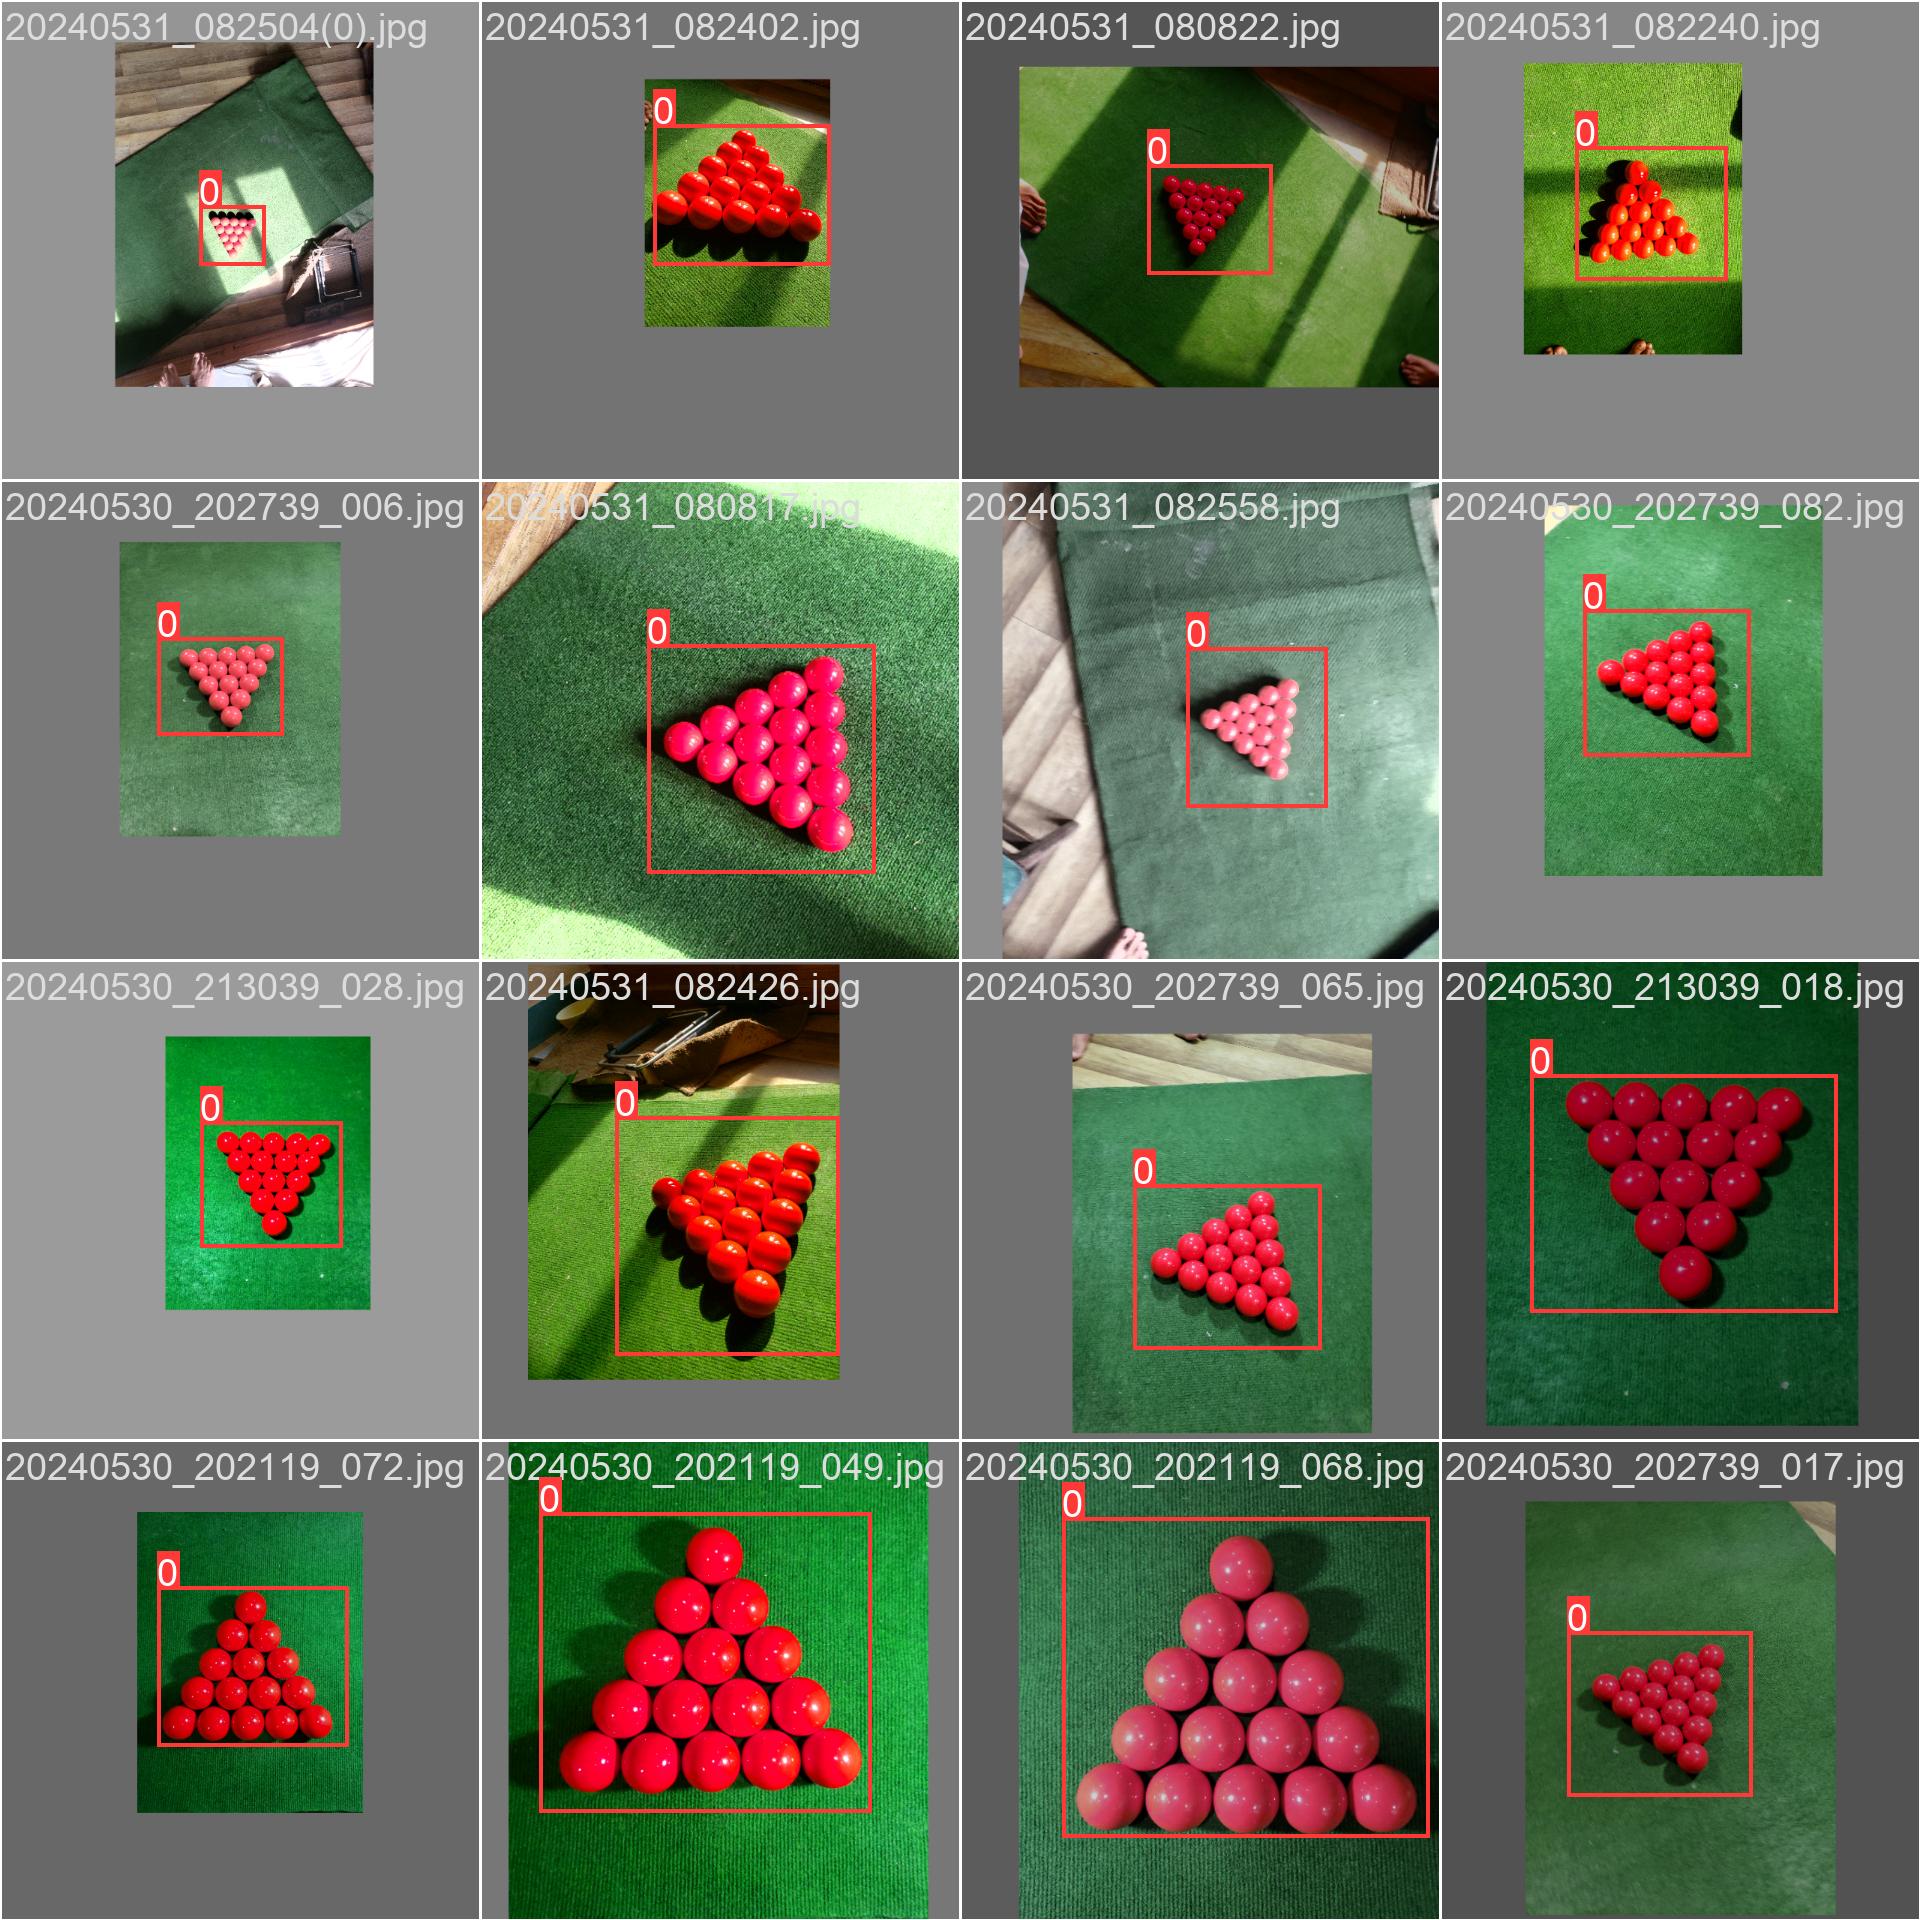 20240531_082504(0).jpg
20240531_082402.jpg
20240531_080822.jpg
20240531_082240.jpg
0
0
0
0
20240530_202739_006.jpg
20240531_080817.jpg
20240531_082558.jpg
20240530_202739_082.jpg
0
0
0
0
20240530_213039_028.jpg
20240531_082426.jpg
20240530_202739_065.jpg
20240530_213039_018.jpg
0
0
0
0
20240530_202119_072.jpg
20240530_202119_049.jpg
20240530_202119_068.jpg
20240530_202739_017.jpg
0
0
0
0